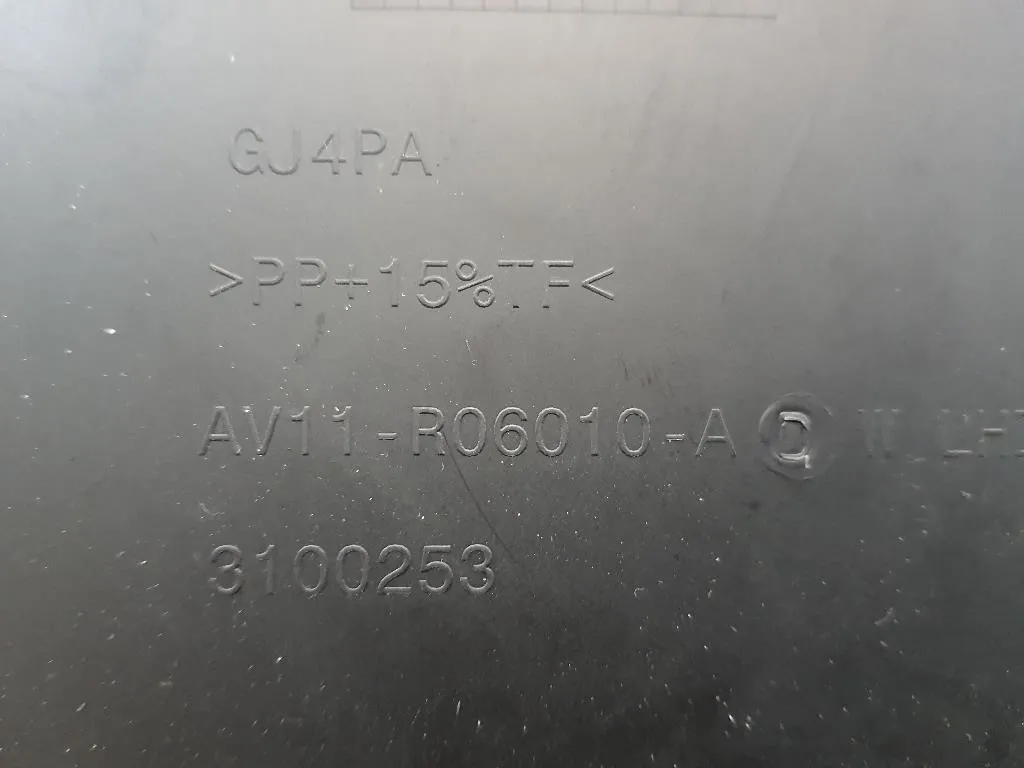 GJ4PA
>PP+15%TF<
AV11-R06010-A D
3100253